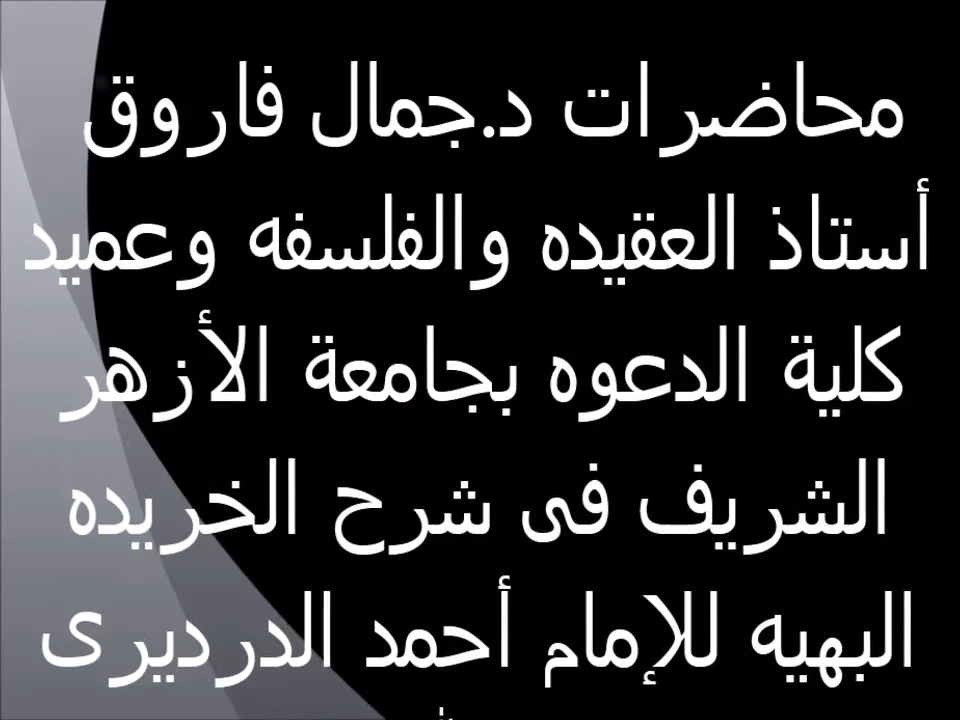 محاضرات د.جمال فاروق
أستاذ العقيده والفلسفه وعميد
كلية الدعوه بجامعة الأزهر
الشريف فى شرح الخريده
البهيه للإمام أحمد الدرديرى